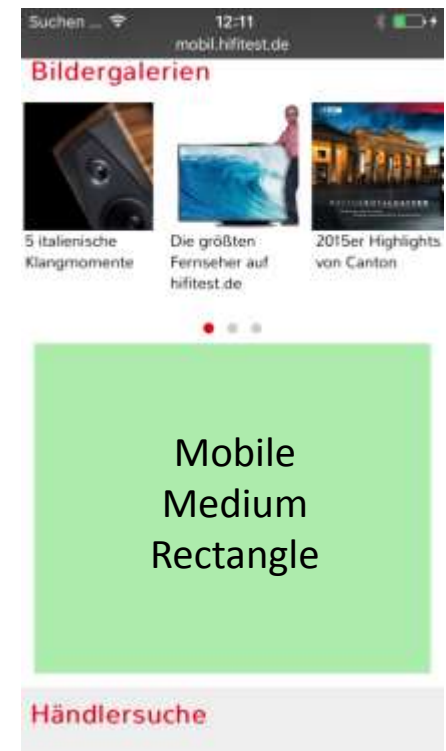 Suchen ...
12:11
mobil.hifitest.de
Bildergalerien
5 italienische
Klangmomente
Die größten
Fernseher auf
hifitest.de
2015er Highlights
von Canton
Mobile
Medium
Rectangle
Händlersuche